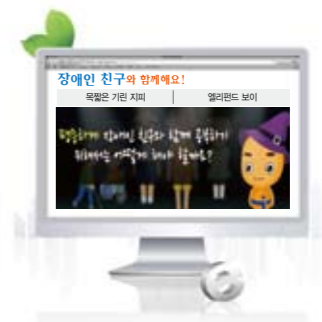 장애인 친구와 함께해요!
목짧은 기린 지피 엘리펀드 보이
평등하게 장애인 친구와 함께 공부하기
위해서는 어떻게 해야 할까요?